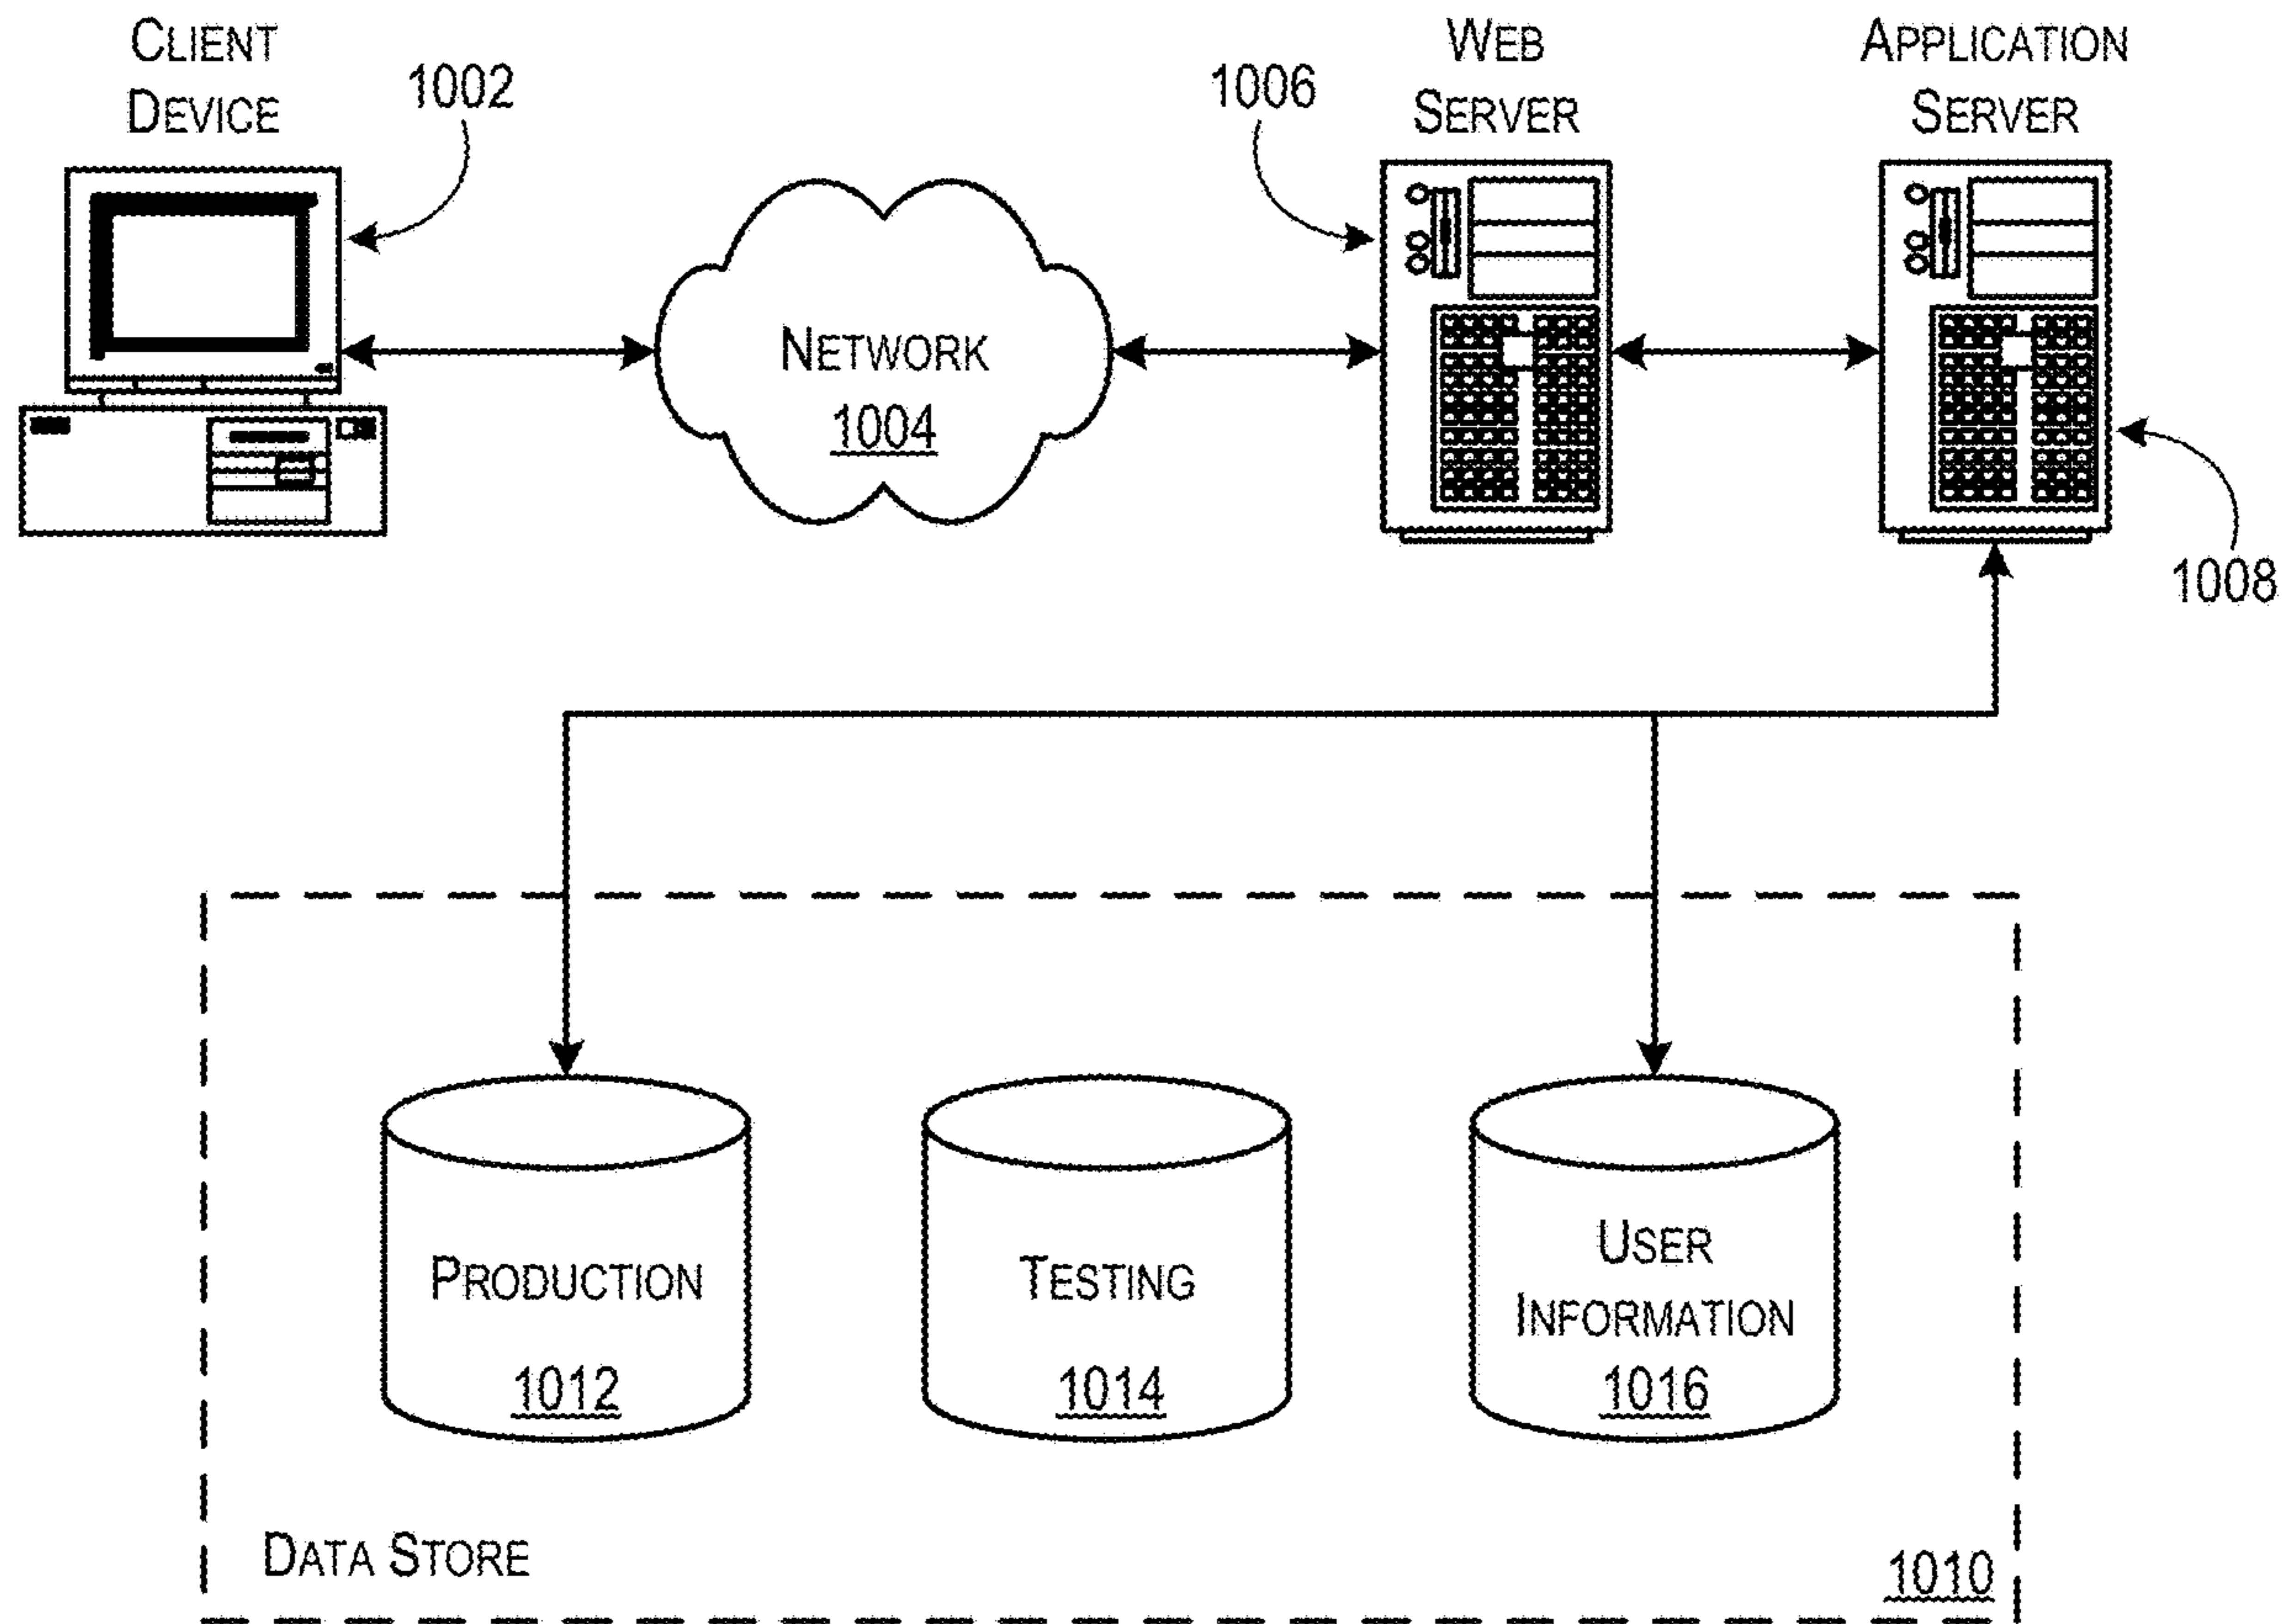 CLIENT
DEVICE
1002
1006
WEB
SERVER
APPLICATION
SERVER
NETWORK
1004
1008
PRODUCTION
1012
TESTING
1014
USER
INFORMATION
1016
DATA STORE
1010